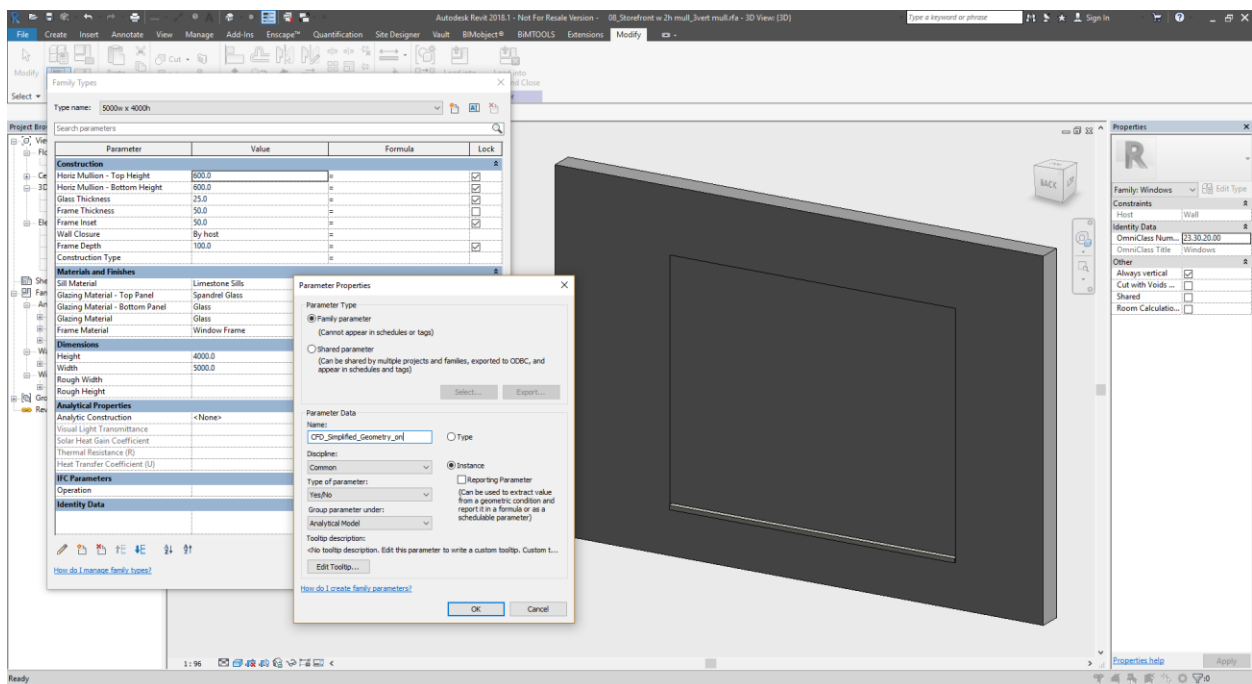 Autodesk Revit 2018.1 - Not For Resale Version - 08_Storefront w 2h mull_3vert mull.rfa - 3D View: {3D}
Type a keyword or phrase
Sign In
File Create Insert Annotate View Manage Add-Ins Enscape™ Quantification Site Designer Vault BIMobject® BiMTOOLS Extensions Modify
Modify
Cut
Select
Family Types
Type name: 5000w x 4000h
Search parameters
Parameter Value Formula Lock
Construction
Horiz Mullion - Top Height 600.0 =
Horiz Mullion - Bottom Height 600.0 =
Glass Thickness 25.0 =
Frame Thickness 50.0 =
Frame Inset 50.0 =
Wall Closure By host =
Frame Depth 100.0 =
Construction Type =
Materials and Finishes
Sill Material Limestone Sills
Glazing Material - Top Panel Spandrel Glass
Glazing Material - Bottom Panel Glass
Glazing Material Glass
Frame Material Window Frame
Dimensions
Height 4000.0
Width 5000.0
Rough Width
Rough Height
Analytical Properties
Analytic Construction <None>
Visual Light Transmittance
Solar Heat Gain Coefficient
Thermal Resistance (R)
Heat Transfer Coefficient (U)
IFC Parameters
Operation
Identity Data
How do I manage family types?
Parameter Properties
Parameter Type
Family parameter
(Cannot appear in schedules or tags)
Shared parameter
(Can be shared by multiple projects and families, exported to ODBC, and
appear in schedules and tags)
Select... Export...
Parameter Data
Name:
CFD_Simplified_Geometry_on
Type
Discipline:
Common
Instance
Type of parameter:
Reporting Parameter
Yes/No
(Can be used to extract value
from a geometric condition and
report it in a formula or as a
schedulable parameter)
Group parameter under:
Analytical Model
Tooltip description:
<No tooltip description. Edit this parameter to write a custom tooltip. Custom t...
Edit Tooltip...
How do I create family parameters?
OK Cancel
BACK
Properties
Family: Windows Edit Type
Constraints
Host Wall
Identity Data
OmniClass Num... 23.30.20.00
OmniClass Title Windows
Other
Always vertical
Cut with Voids ...
Shared
Room Calculatio...
Properties help Apply
1 : 96
Ready
:0